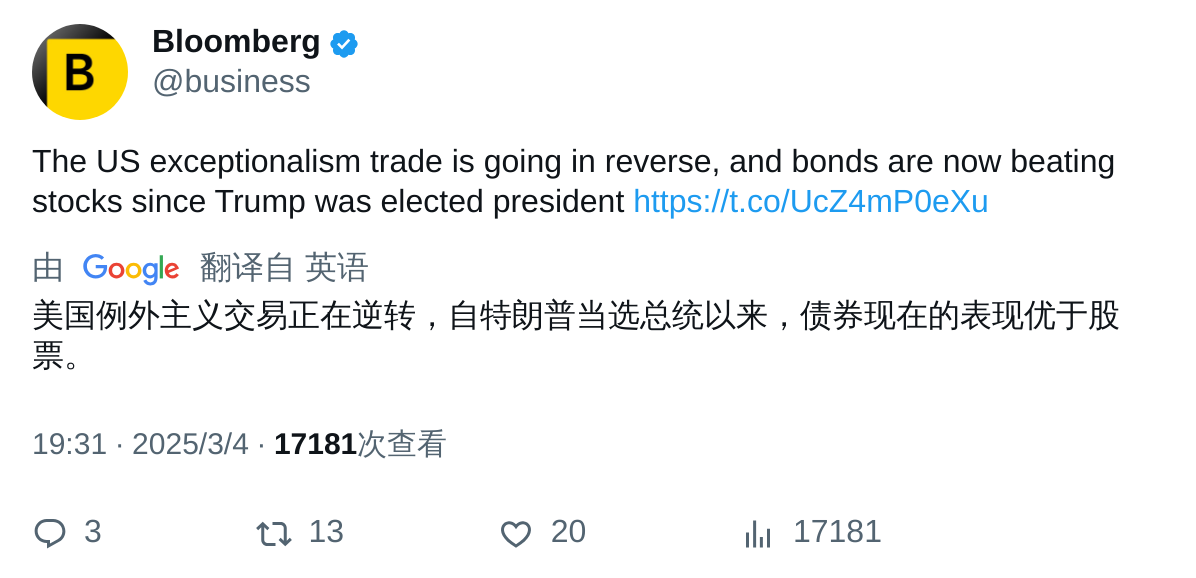 B
Bloomberg
@business
The US exceptionalism trade is going in reverse, and bonds are now beating
stocks since Trump was elected president https://t.co/UcZ4mP0eXu
由 Google 翻译自 英语
美国例外主义交易正在逆转，自特朗普当选总统以来，债券现在的表现优于股
票。
19:31 · 2025/3/4 · 17181次查看
3 13 20 17181